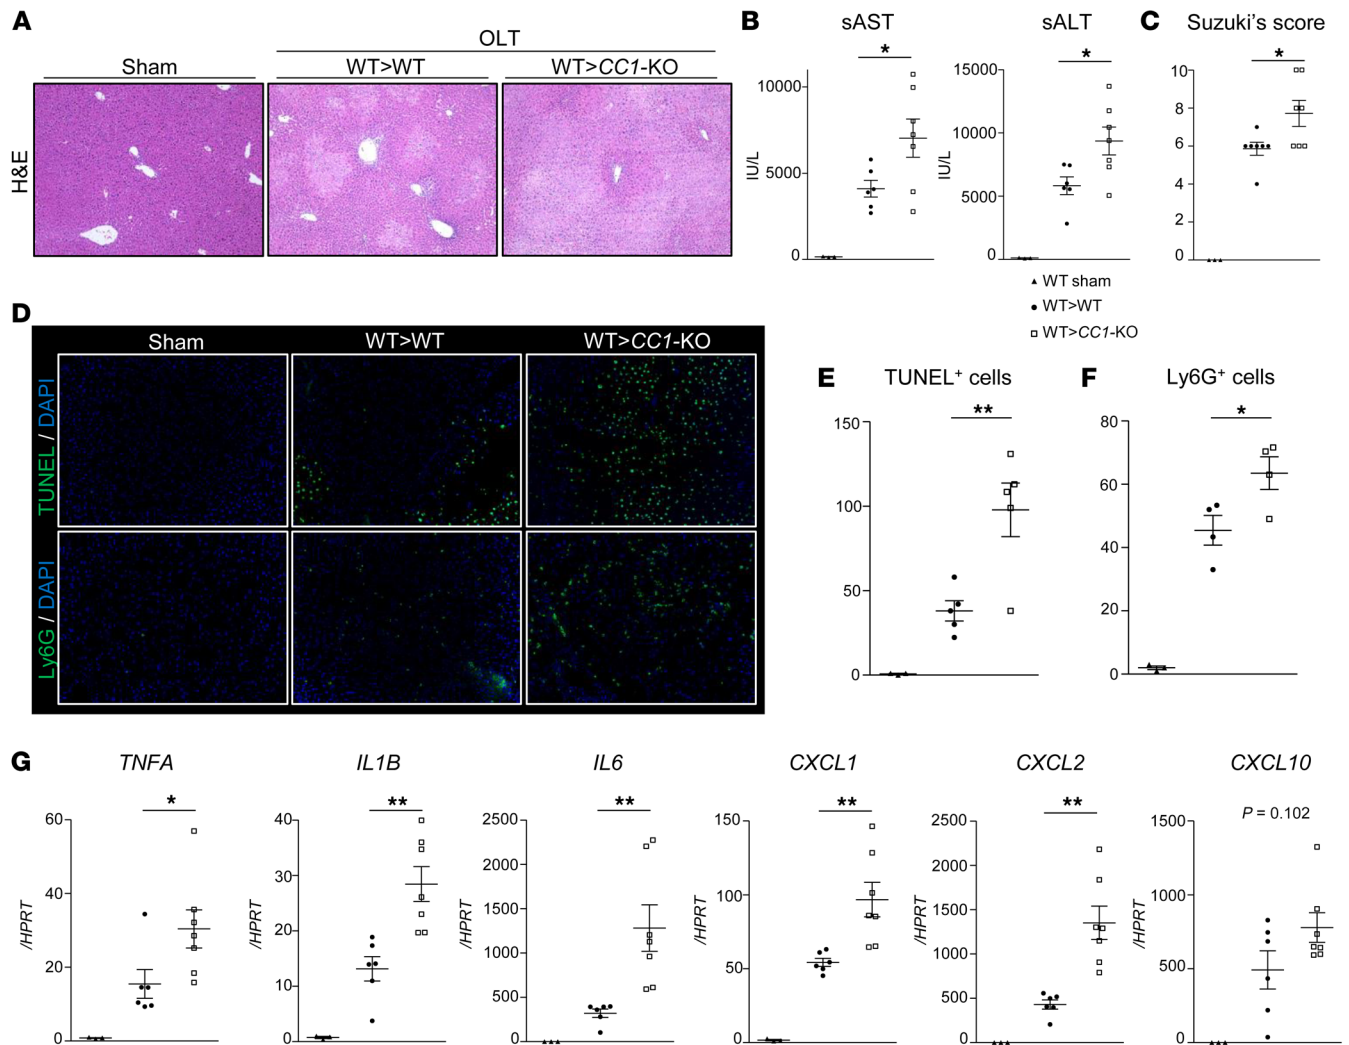 A
OLT
Sham
WT>WT
WT>CC1-KO
H&E
B
sAST
*
IU/L
10000
5000
0
sALT
*
IU/L
15000
10000
5000
0
C
Suzuki's score
*
10
8
6
4
2
0
▲ WT sham
● WT>WT
□ WT>CC1-KO
D
Sham
WT>WT
WT>CC1-KO
TUNEL / DAPI
Ly6G / DAPI
E
TUNEL⁺ cells
**
150
100
50
0
F
Ly6G⁺ cells
*
80
60
40
20
0
G
TNFA
*
/HPRT
60
40
20
0
IL1B
**
/HPRT
40
30
20
10
0
IL6
**
/HPRT
2500
2000
1500
1000
500
0
CXCL1
**
/HPRT
150
100
50
0
CXCL2
**
/HPRT
2500
2000
1500
1000
500
0
CXCL10
P = 0.102
/HPRT
1500
1000
500
0